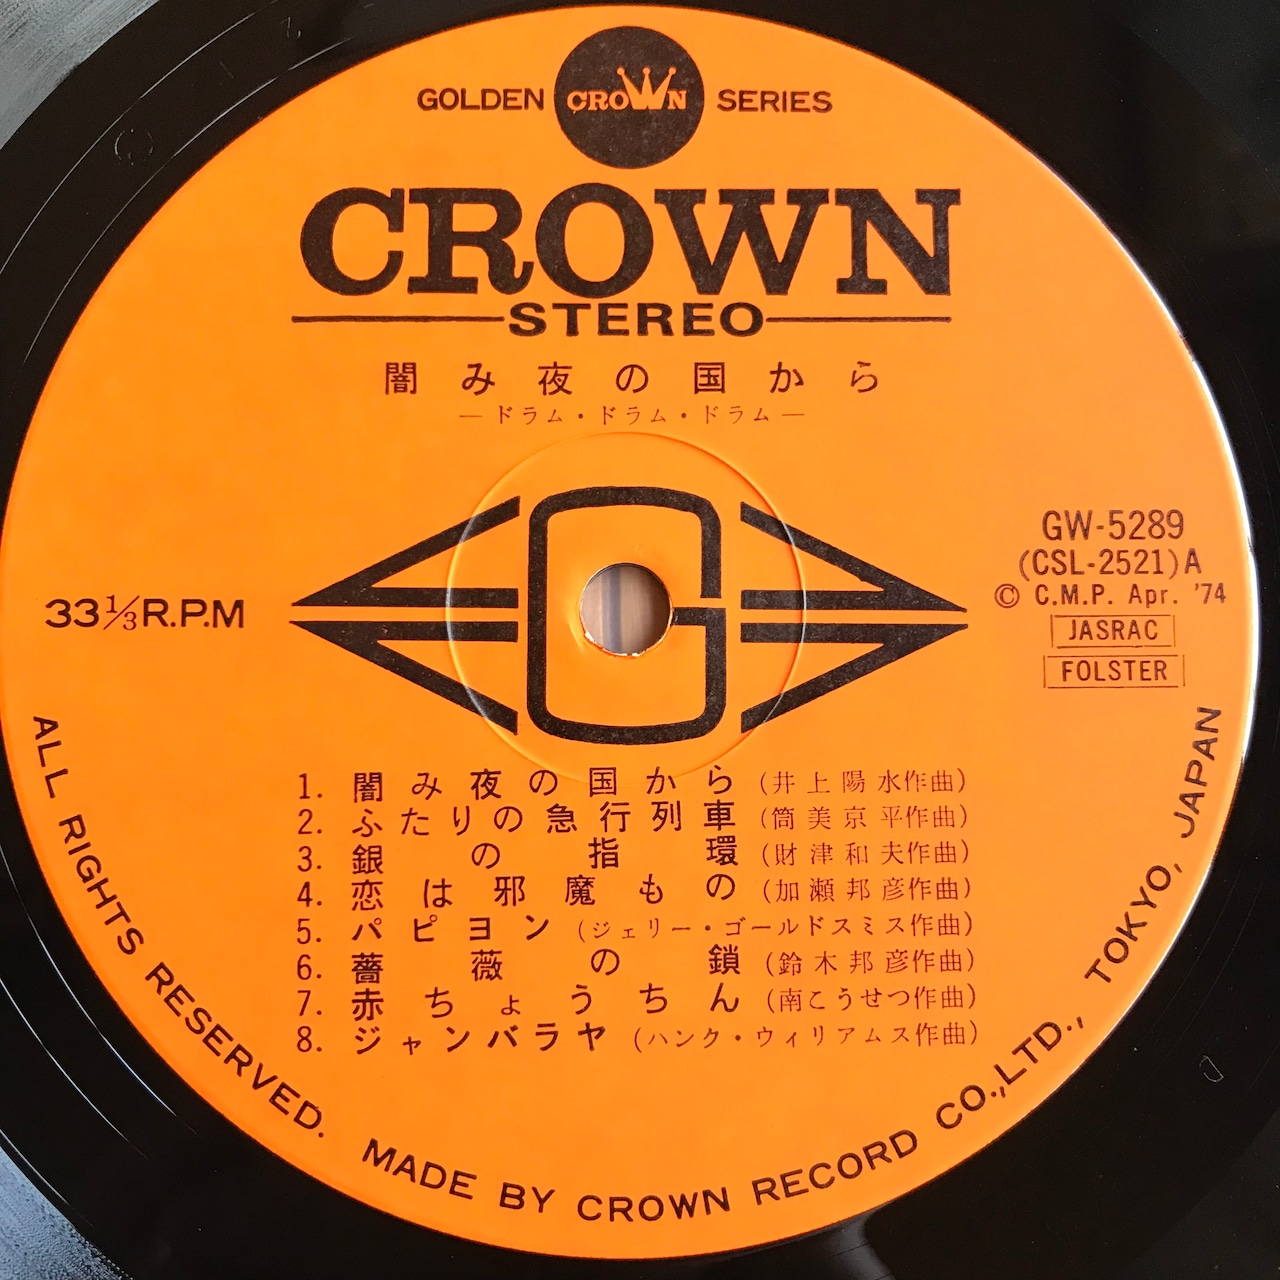 GOLDEN CROWN SERIES
CROWN
STEREO
闇み夜の国から
—ドラム・ドラム・ドラム—
G
GW-5289
(CSL-2521)A
© C.M.P. Apr. '74
JASRAC
FOLSTER
33 1/3 R.P.M
1. 闇み夜の国から (井上陽水作曲)
2. ふたりの急行列車 (筒美京平作曲)
3. 銀の指環 (財津和夫作曲)
4. 恋は邪魔もの (加瀬邦彦作曲)
5. パピヨン (ジェリー・ゴールドスミス作曲)
6. 薔薇の鎖 (鈴木邦彦作曲)
7. 赤ちょうちん (南こうせつ作曲)
8. ジャンバラヤ (ハンク・ウィリアムス作曲)
ALL RIGHTS RESERVED. MADE BY CROWN RECORD CO.,LTD., TOKYO, JAPAN